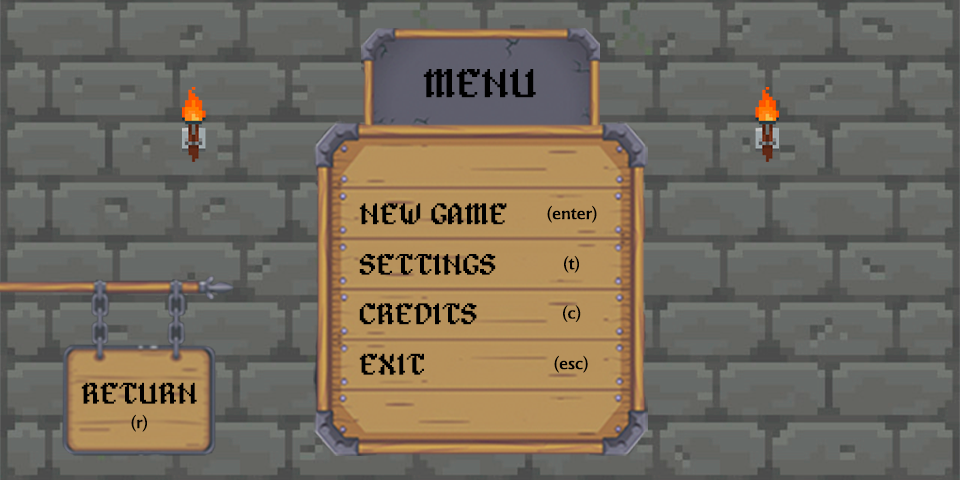 MENU
NEW GAME (enter)
SETTINGS (t)
CREDITS (c)
EXIT (esc)
RETURN
(r)